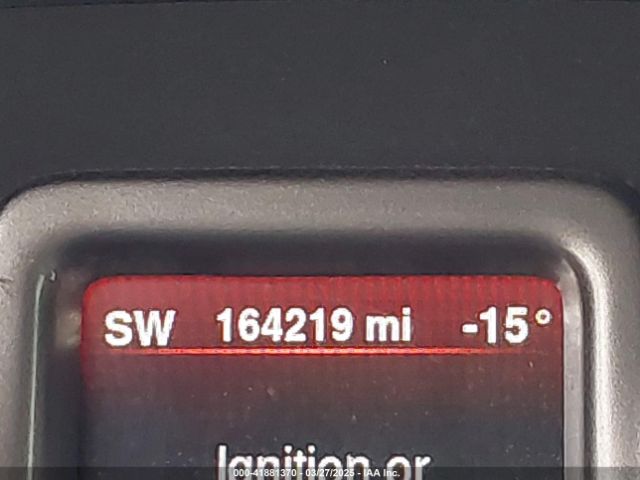 SW 164219 mi -15°
Ignition or
000-41881370 - 03/27/2025 - IAA Inc.